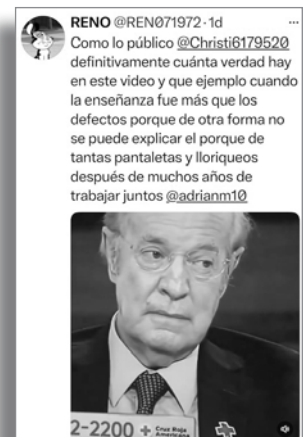 RENO @REN071972·1d
Como lo público @Christi6179520
definitivamente cuánta verdad hay
en este video y que ejemplo cuando
la enseñanza fue más que los
defectos porque de otra forma no
se puede explicar el porque de
tantas pantaletas y lloriqueos
después de muchos años de
trabajar juntos @adrianm10
2-2200 + Cruz Roja
Americana